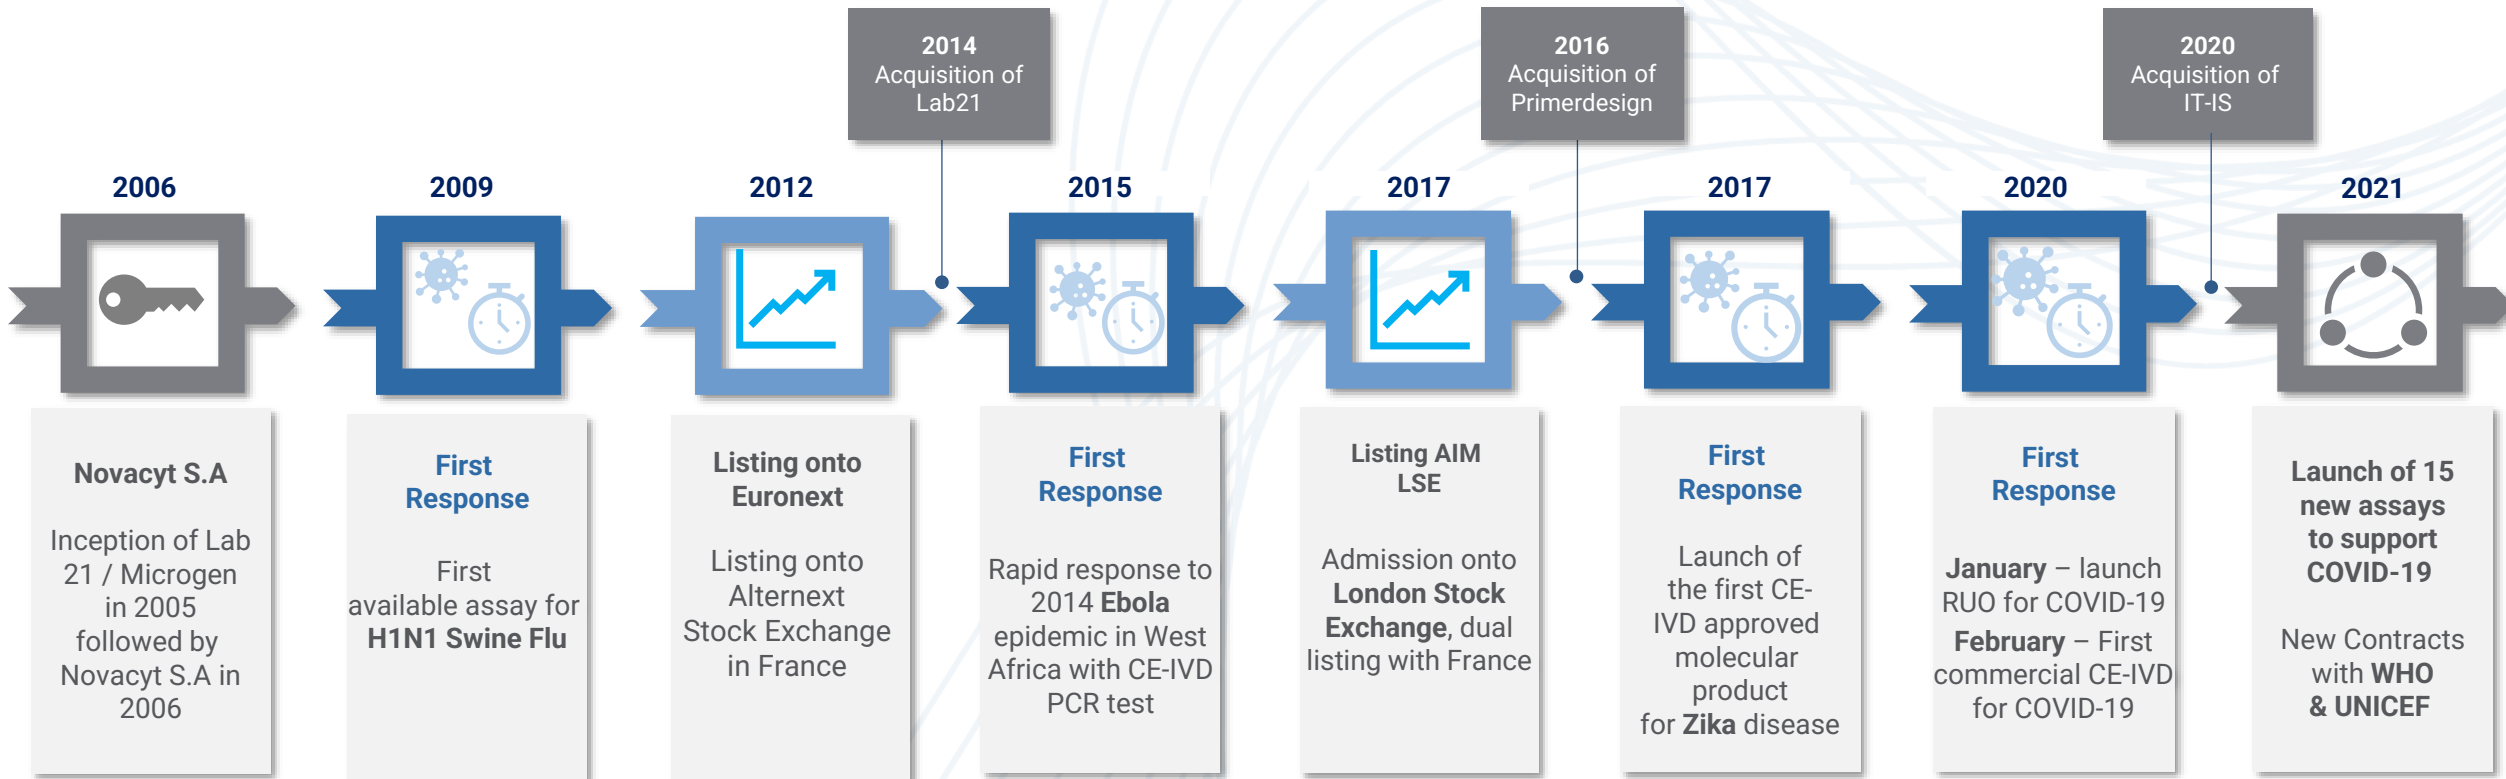 2014
Acquisition of
Lab21
2016
Acquisition of
Primerdesign
2020
Acquisition of
IT-IS
2006
2009
2012
2015
2017
2017
2020
2021
Novacyt S.A
Inception of Lab
21 / Microgen
in 2005
followed by
Novacyt S.A in
2006
First
Response
First
available assay for
H1N1 Swine Flu
Listing onto
Euronext
Listing onto
Alternext
Stock Exchange
in France
First
Response
Rapid response to
2014 Ebola
epidemic in West
Africa with CE-IVD
PCR test
Listing AIM
LSE
Admission onto
London Stock
Exchange, dual
listing with France
First
Response
Launch of
the first CE-
IVD approved
molecular
product
for Zika disease
First
Response
January – launch
RUO for COVID-19
February – First
commercial CE-IVD
for COVID-19
Launch of 15
new assays
to support
COVID-19
New Contracts
with WHO
& UNICEF